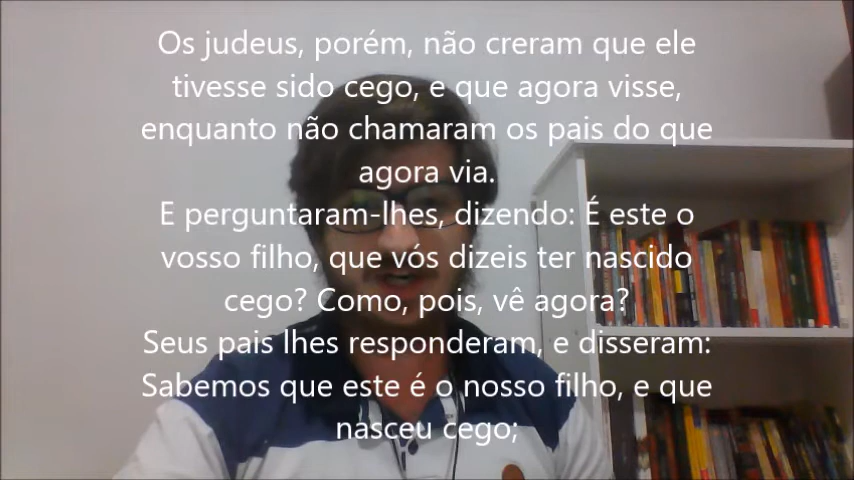 Os judeus, porém, não creram que ele
tivesse sido cego, e que agora visse,
enquanto não chamaram os pais do que
agora via.
E perguntaram-lhes, dizendo: É este o
vosso filho, que vós dizeis ter nascido
cego? Como, pois, vê agora?
Seus pais lhes responderam, e disseram:
Sabemos que este é o nosso filho, e que
nasceu cego;